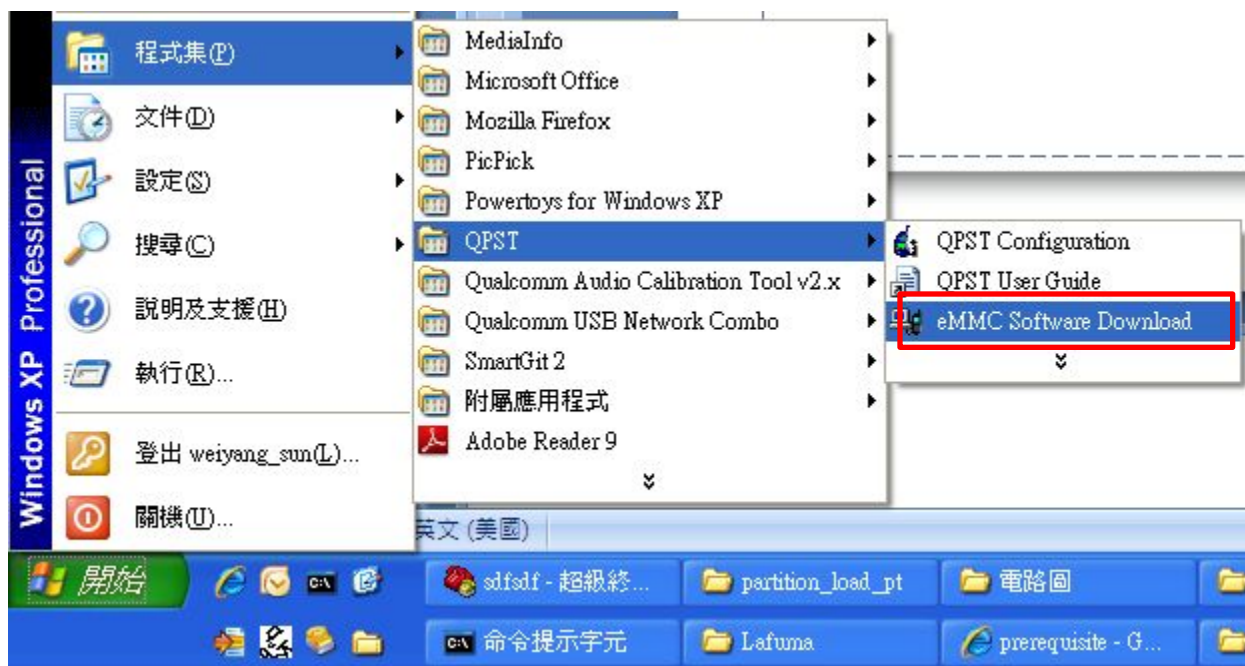 Windows XP Professional
程式集(P)
文件(D)
設定(S)
搜尋(C)
說明及支援(H)
執行(R)...
登出 weiyang_sun(L)...
關機(U)...
MediaInfo
Microsoft Office
Mozilla Firefox
PicPick
Powertoys for Windows XP
QPST
Qualcomm Audio Calibration Tool v2.x
Qualcomm USB Network Combo
SmartGit 2
附屬應用程式
Adobe Reader 9
QPST Configuration
QPST User Guide
eMMC Software Download
英文 (美國)
開始
sdfsdf - 超級終...
partition_load_pt
電路圖
命令提示字元
Lafuma
prerequisite - G...